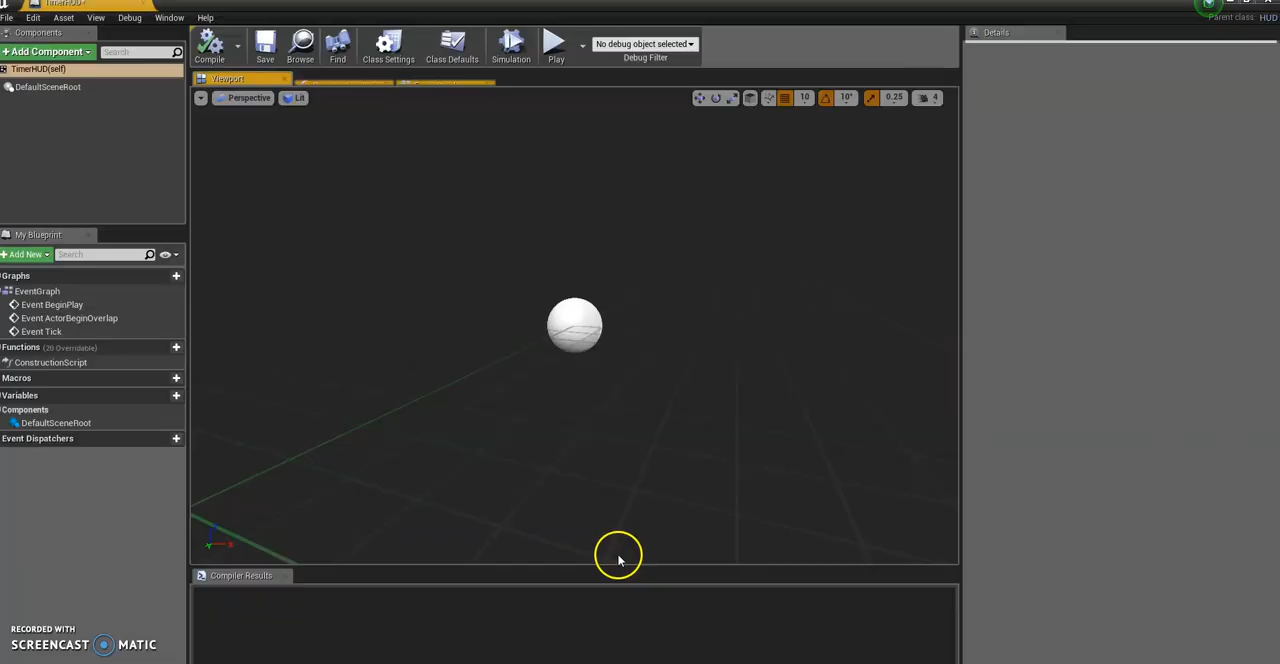 TimerHUD*
File Edit Asset View Debug Window Help
Parent class: HUD
Components
+ Add Component Search
TimerHUD(self)
DefaultSceneRoot
Compile Save Browse Find Class Settings Class Defaults Simulation Play
No debug object selected
Debug Filter
Details
Viewport
Perspective Lit
10 10° 0.25 4
My Blueprint
+ Add New Search
Graphs
EventGraph
Event BeginPlay
Event ActorBeginOverlap
Event Tick
Functions (20 Overridable)
ConstructionScript
Macros
Variables
Components
DefaultSceneRoot
Event Dispatchers
X
Compiler Results
RECORDED WITH
SCREENCAST MATIC